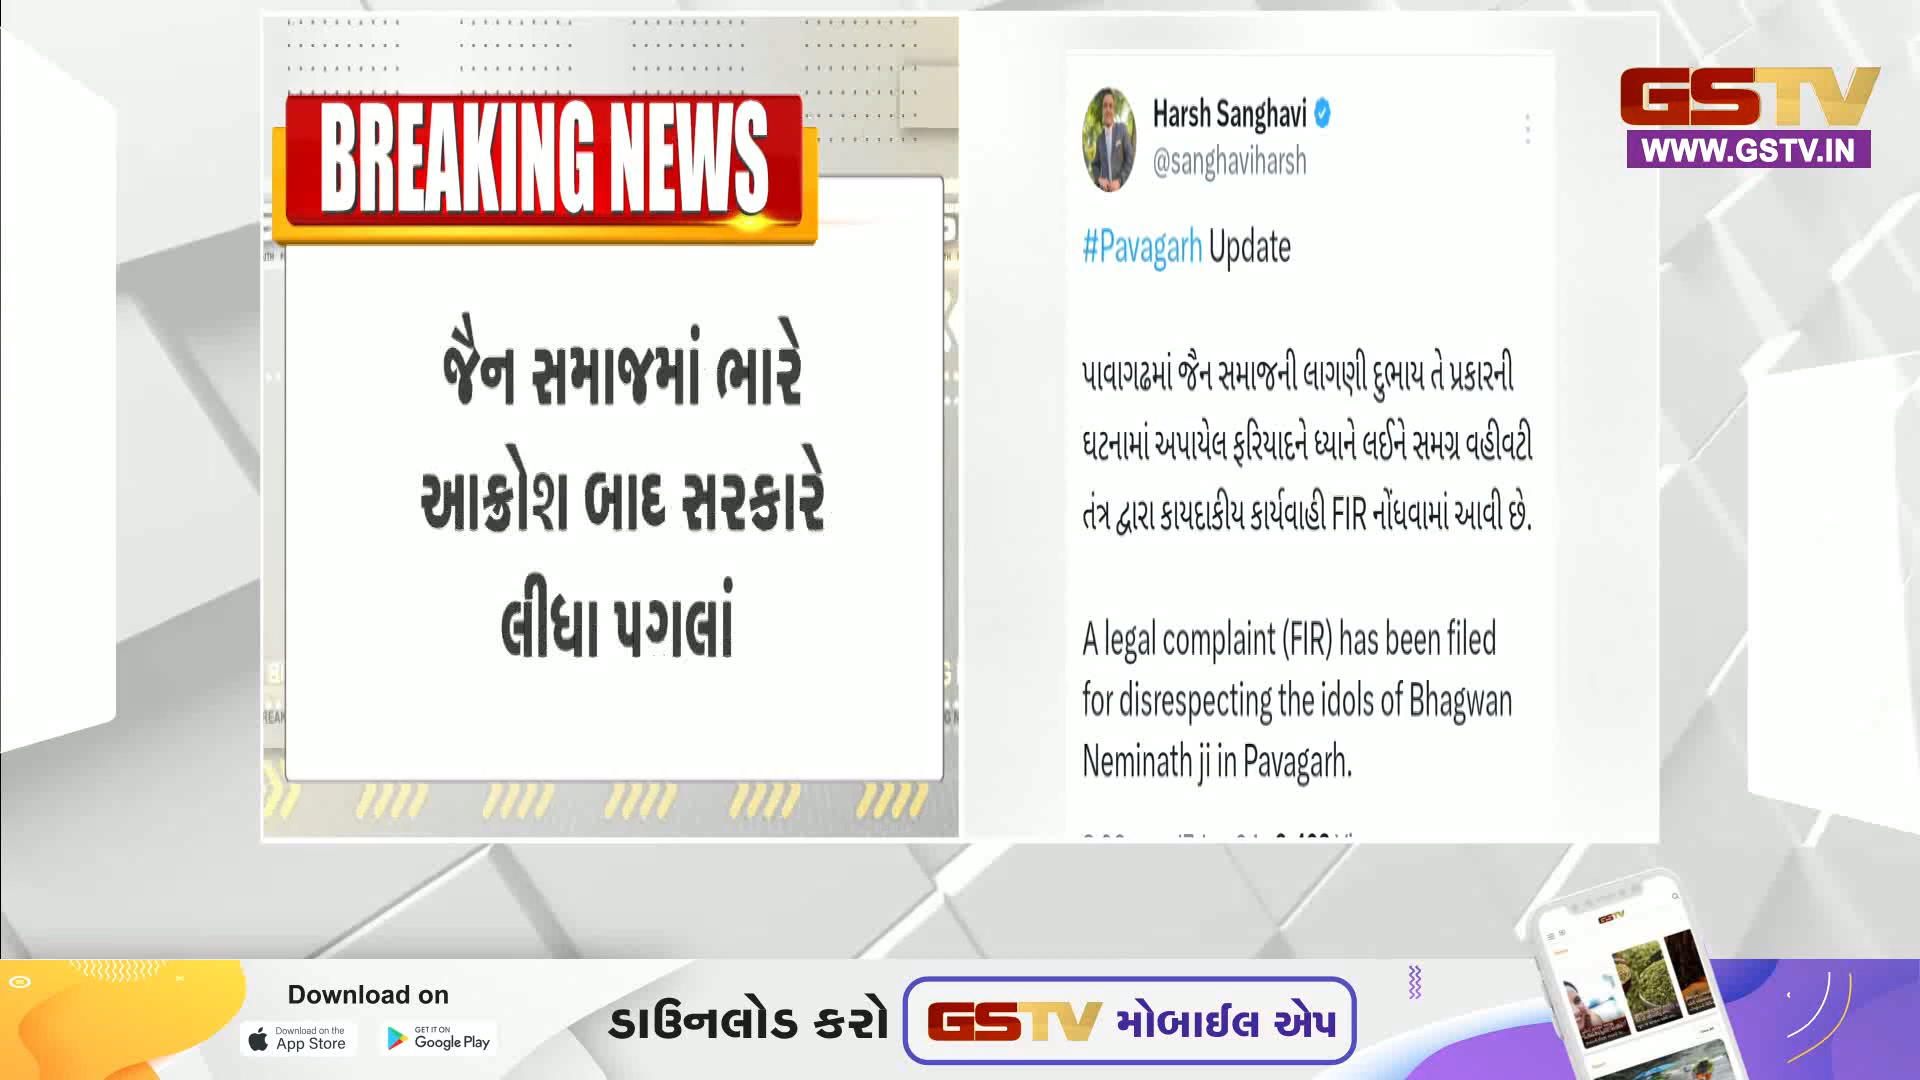 BREAKING NEWS
જૈન સમાજમાં ભારે
આક્રોશ બાદ સરકારે
લીધા પગલાં
Harsh Sanghavi
@sanghaviharsh
#Pavagarh Update
પાવાગઢમાં જૈન સમાજની લાગણી દુભાય તે પ્રકારની
ઘટનામાં અપાયેલ ફરિયાદને ધ્યાને લઈને સમગ્ર વહીવટી
તંત્ર દ્વારા કાયદાકીય કાર્યવાહી FIR નોંધવામાં આવી છે.
A legal complaint (FIR) has been filed
for disrespecting the idols of Bhagwan
Neminath ji in Pavagarh.
GSTV
WWW.GSTV.IN
Download on
Download on the
App Store
GET IT ON
Google Play
ડાઉનલોડ કરો GSTV મોબાઈલ એપ
GSTV